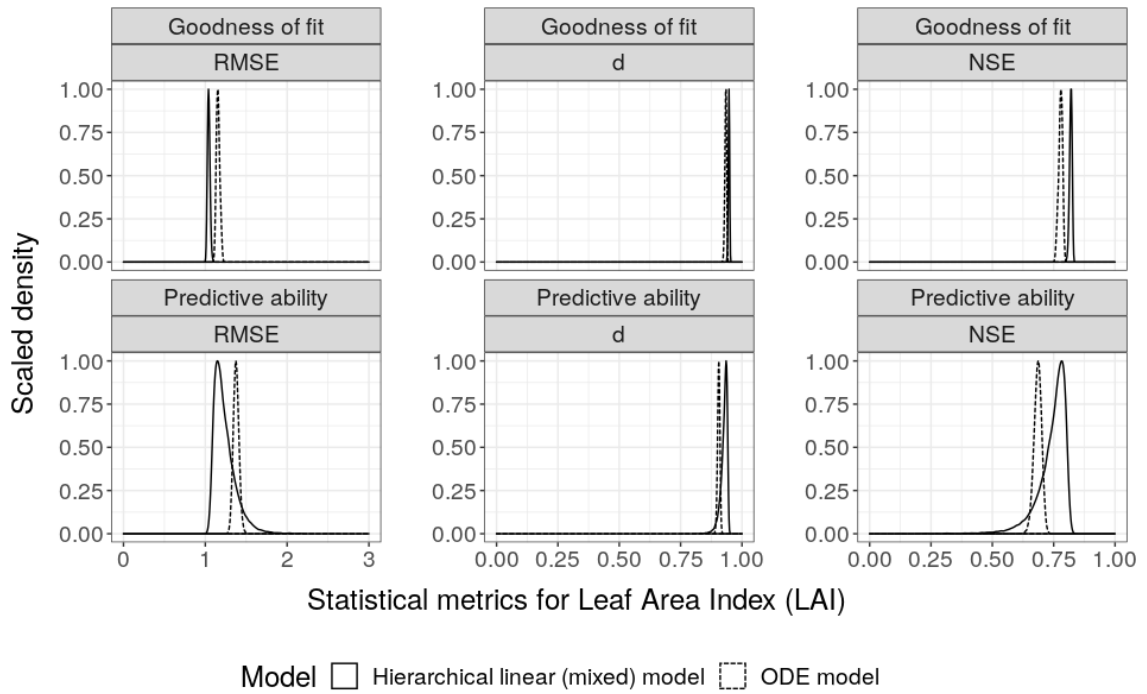 Goodness of fit Goodness of fit Goodness of fit
RMSE d NSE
1.00 1.00 1.00
0.75 0.75 0.75
0.50 0.50 0.50
0.25 0.25 0.25
0.00 0.00 0.00
Scaled density
Predictive ability Predictive ability Predictive ability
RMSE d NSE
1.00 1.00 1.00
0.75 0.75 0.75
0.50 0.50 0.50
0.25 0.25 0.25
0.00 0.00 0.00
0 1 2 3 0.00 0.25 0.50 0.75 1.00 0.00 0.25 0.50 0.75 1.00
Statistical metrics for Leaf Area Index (LAI)
Model Hierarchical linear (mixed) model ODE model